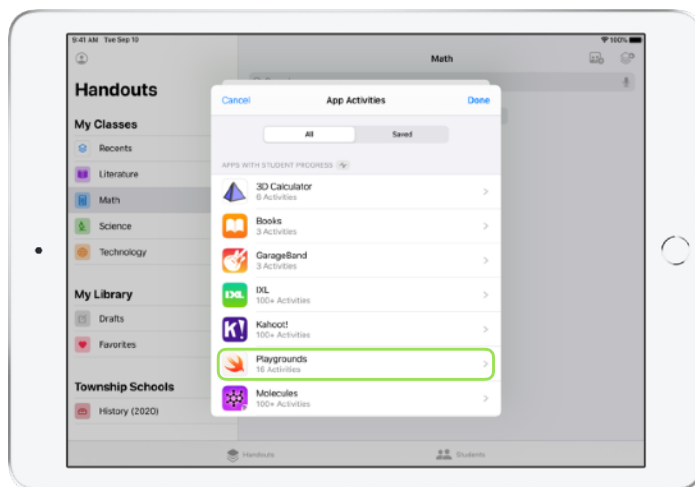 9:41 AM Tue Sep 10
100%
Math
Handouts
My Classes
Recents
Literature
Math
Science
Technology
My Library
Drafts
Favorites
Township Schools
History (2020)
Cancel
App Activities
Done
All
Saved
APPS WITH STUDENT PROGRESS
3D Calculator
6 Activities
Books
3 Activities
GarageBand
3 Activities
IXL
IXL
100+ Activities
K!
Kahoot!
100+ Activities
Playgrounds
16 Activities
Molecules
100+ Activities
Handouts
Students